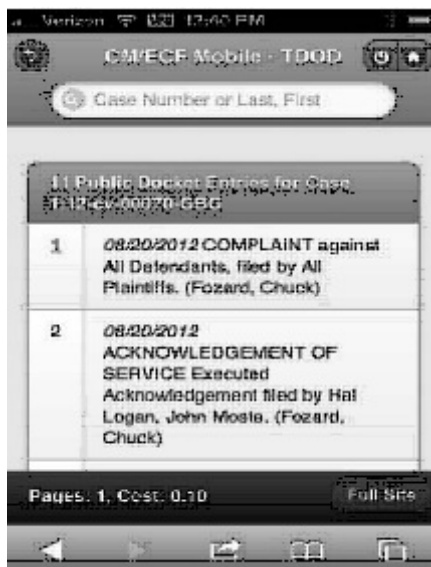 Verizon 12:40 PM
CM/ECF Mobile - TDOD
Case Number or Last, First
11 Public Docket Entries for Case
1 08/20/2012 COMPLAINT against
All Defendants, filed by All
Plaintiffs. (Fozard, Chuck)
2 08/20/2012
ACKNOWLEDGEMENT OF
SERVICE Executed
Acknowledgement filed by Hal
Logan, John Mosta. (Fozard,
Chuck)
Pages: 1, Cost: 0.10 Full Site